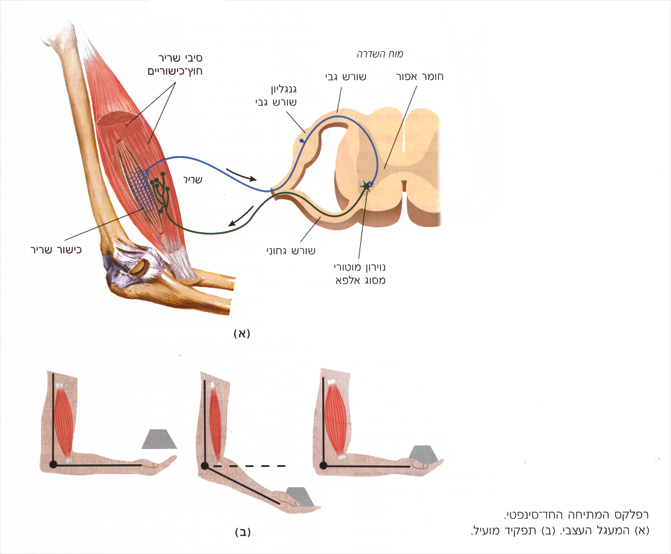 סיבי שריר
חוץ־כישוריים
מוח השדרה
גנגליון
שורש גבי
שורש גבי
חומר אפור
שריר
כישור שריר
שורש גחוני
נוירון מוטורי
מסוג אלפא
(א)
(ב)
רפלקס המתיחה החד־סינפטי.
(א) המעגל העצבי. (ב) תפקיד מועיל.